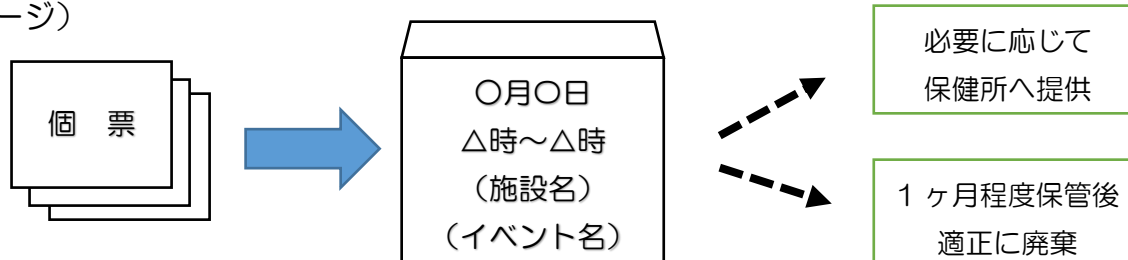 ージ）
個　票
〇月〇日
△時～△時
（施設名）
（イベント名）
必要に応じて
保健所へ提供
１ヶ月程度保管後
適正に廃棄